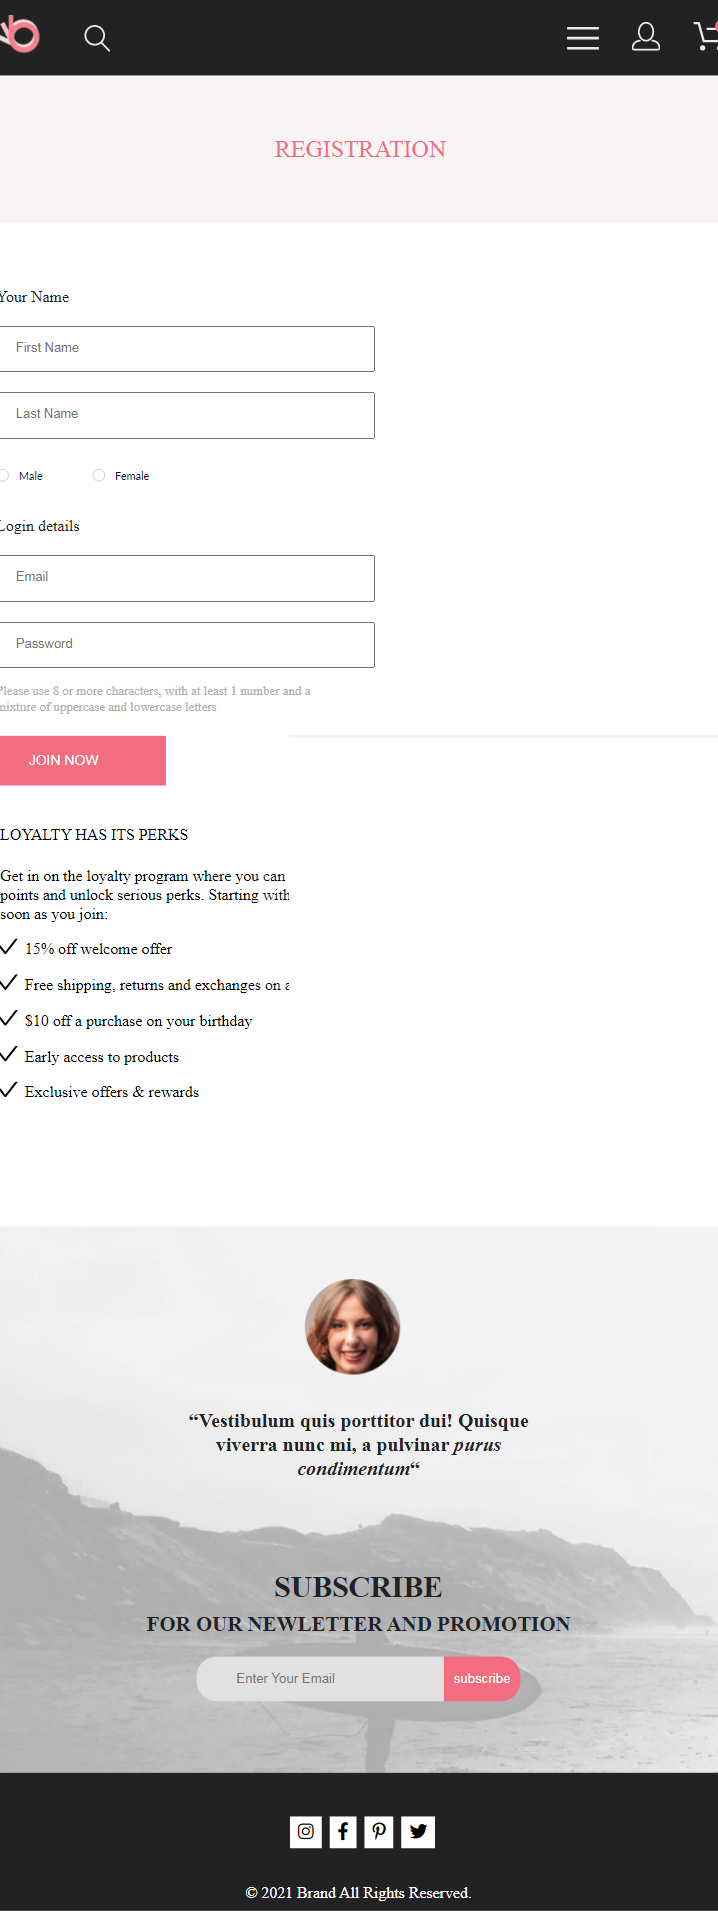 REGISTRATION
Your Name
First Name
Last Name
Male Female
Login details
Email
Password
Please use 8 or more characters, with at least 1 number and a
mixture of uppercase and lowercase letters
JOIN NOW
LOYALTY HAS ITS PERKS
Get in on the loyalty program where you can
points and unlock serious perks. Starting with
soon as you join:
15% off welcome offer
Free shipping, returns and exchanges on
$10 off a purchase on your birthday
Early access to products
Exclusive offers & rewards
“Vestibulum quis porttitor dui! Quisque
viverra nunc mi, a pulvinar purus
condimentum“
SUBSCRIBE
FOR OUR NEWLETTER AND PROMOTION
Enter Your Email subscribe
© 2021 Brand All Rights Reserved.